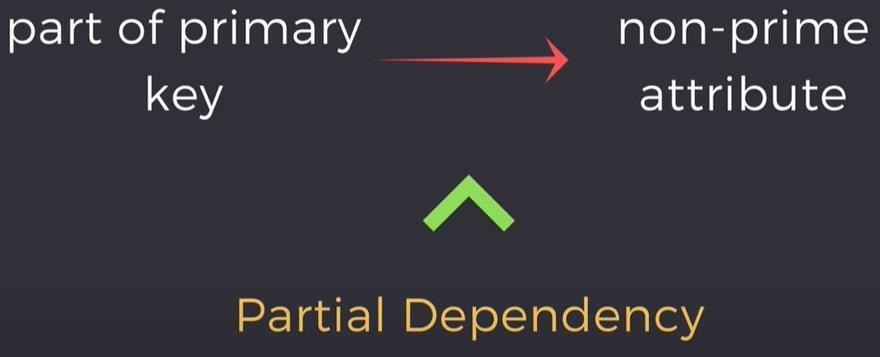 part of primary
key
non-prime
attribute
Partial Dependency